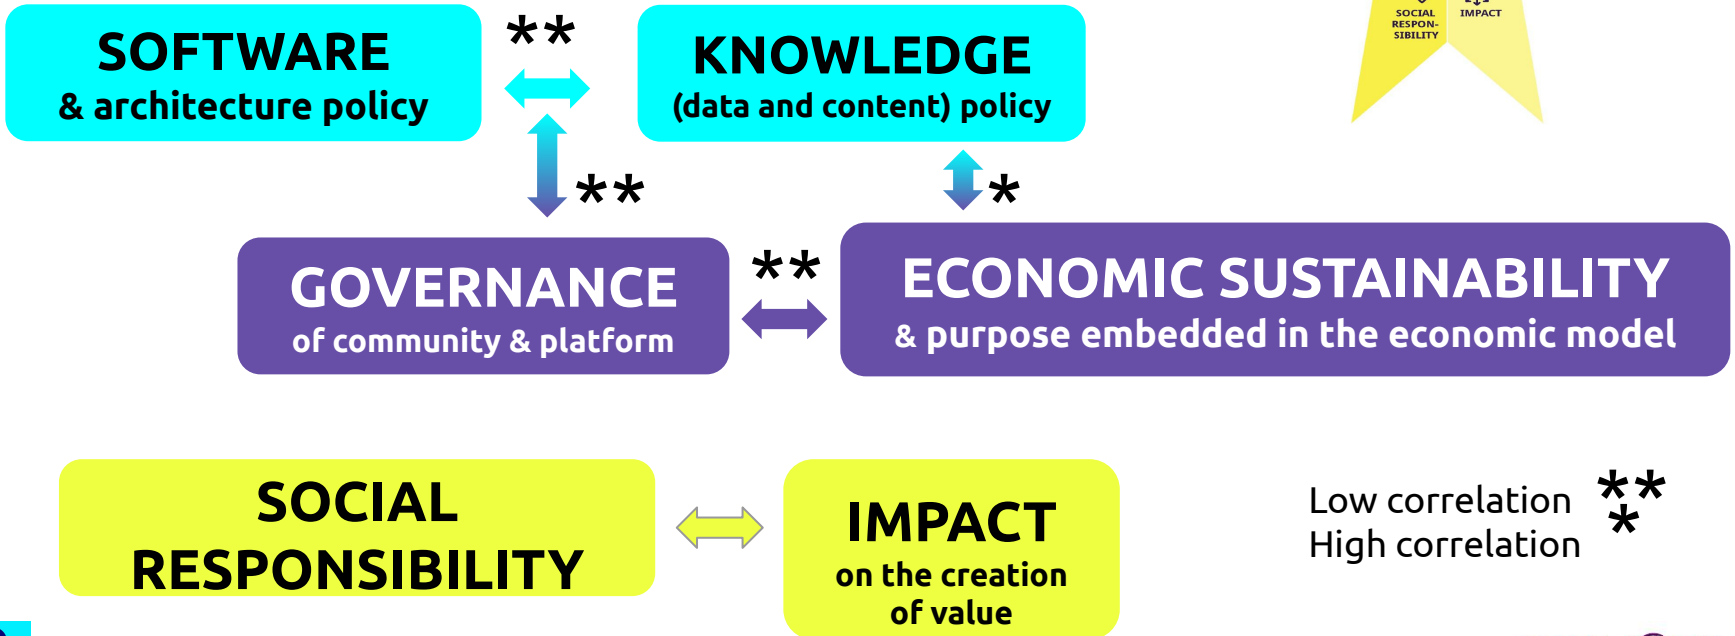 SOFTWARE
& architecture policy
**
KNOWLEDGE
(data and content) policy
SOCIAL
RESPON-
SIBILITY
IMPACT
**
*
GOVERNANCE
of community & platform
**
ECONOMIC SUSTAINABILITY
& purpose embedded in the economic model
SOCIAL
RESPONSIBILITY
IMPACT
on the creation
of value
Low correlation **
High correlation *